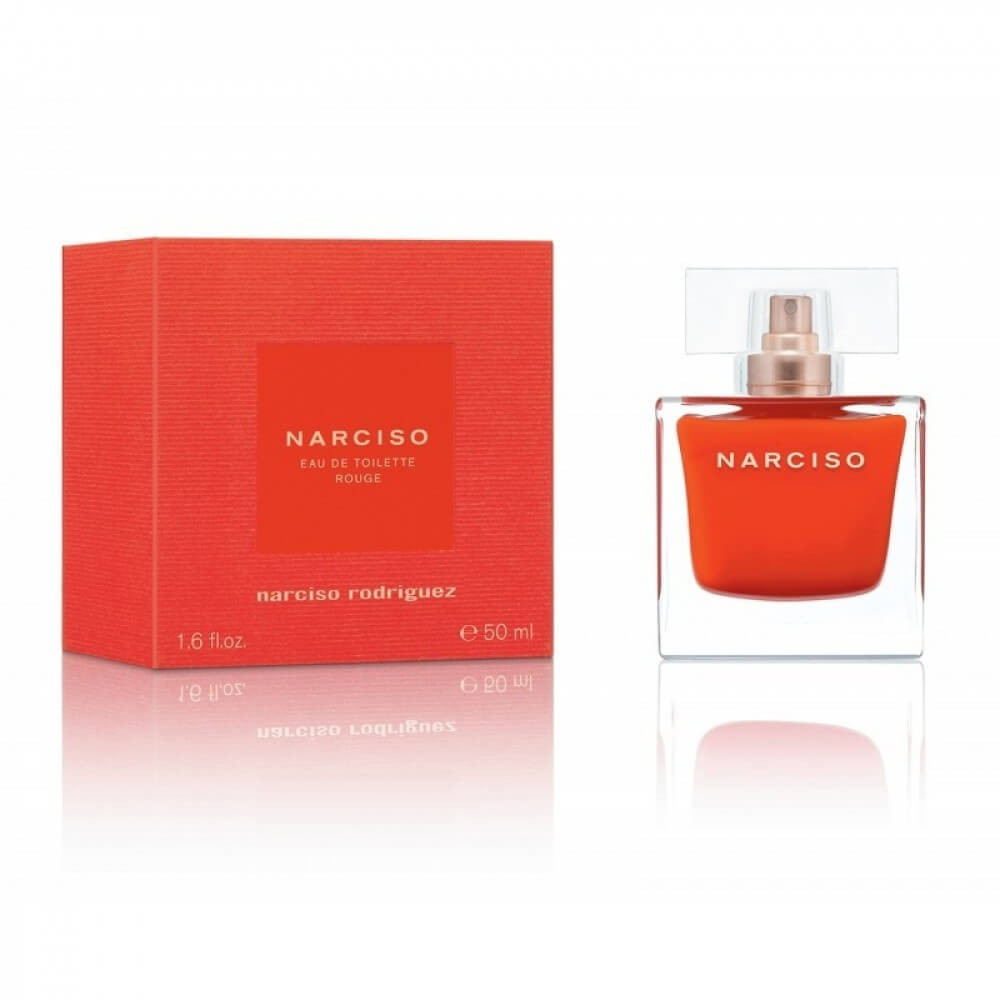 NARCISO
EAU DE TOILETTE
ROUGE
narciso rodriguez
1.6 fl.oz.
℮ 50 ml
NARCISO